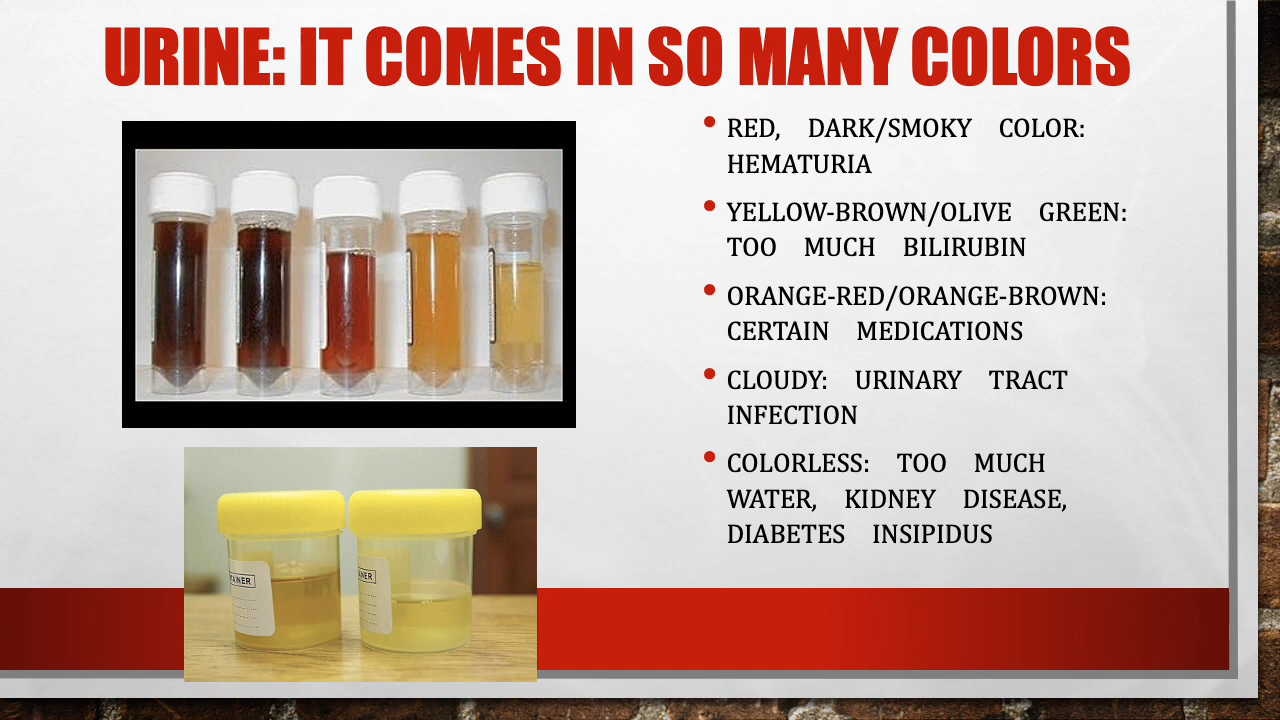 URINE: IT COMES IN SO MANY COLORS
RED, DARK/SMOKY COLOR:
HEMATURIA
YELLOW-BROWN/OLIVE GREEN:
TOO MUCH BILIRUBIN
ORANGE-RED/ORANGE-BROWN:
CERTAIN MEDICATIONS
CLOUDY: URINARY TRACT
INFECTION
COLORLESS: TOO MUCH
WATER, KIDNEY DISEASE,
DIABETES INSIPIDUS